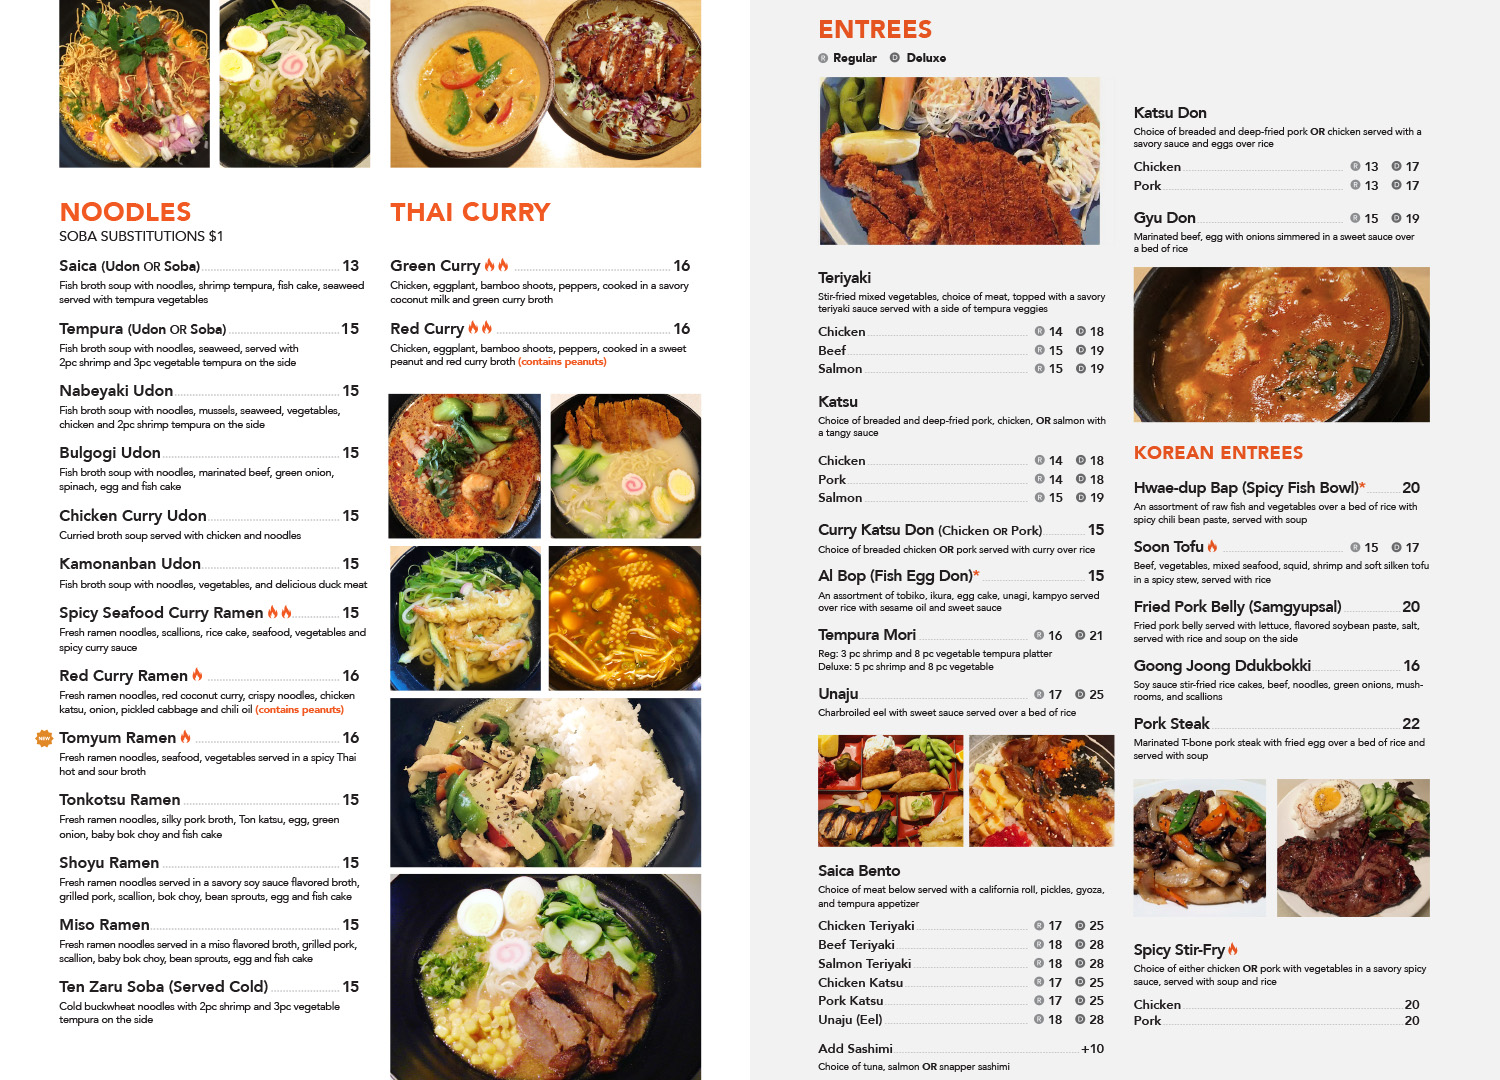 NOODLES
SOBA SUBSTITUTIONS $1
Saica (Udon OR Soba) 13
Fish broth soup with noodles, shrimp tempura, fish cake, seaweed
served with tempura vegetables
Tempura (Udon OR Soba) 15
Fish broth soup with noodles, seaweed, served with
2pc shrimp and 3pc vegetable tempura on the side
Nabeyaki Udon 15
Fish broth soup with noodles, mussels, seaweed, vegetables,
chicken and 2pc shrimp tempura on the side
Bulgogi Udon 15
Fish broth soup with noodles, marinated beef, green onion,
spinach, egg and fish cake
Chicken Curry Udon 15
Curried broth soup served with chicken and noodles
Kamonanban Udon 15
Fish broth soup with noodles, vegetables, and delicious duck meat
Spicy Seafood Curry Ramen 15
Fresh ramen noodles, scallions, rice cake, seafood, vegetables and
spicy curry sauce
Red Curry Ramen 16
Fresh ramen noodles, red coconut curry, crispy noodles, chicken
katsu, onion, pickled cabbage and chili oil (contains peanuts)
NEW
Tomyum Ramen 16
Fresh ramen noodles, seafood, vegetables served in a spicy Thai
hot and sour broth
Tonkotsu Ramen 15
Fresh ramen noodles, silky pork broth, Ton katsu, egg, green
onion, baby bok choy and fish cake
Shoyu Ramen 15
Fresh ramen noodles served in a savory soy sauce flavored broth,
grilled pork, scallion, bok choy, bean sprouts, egg and fish cake
Miso Ramen 15
Fresh ramen noodles served in a miso flavored broth, grilled pork,
scallion, baby bok choy, bean sprouts, egg and fish cake
Ten Zaru Soba (Served Cold) 15
Cold buckwheat noodles with 2pc shrimp and 3pc vegetable
tempura on the side
THAI CURRY
Green Curry 16
Chicken, eggplant, bamboo shoots, peppers, cooked in a savory
coconut milk and green curry broth
Red Curry 16
Chicken, eggplant, bamboo shoots, peppers, cooked in a sweet
peanut and red curry broth (contains peanuts)
ENTREES
R Regular D Deluxe
Teriyaki
Stir-fried mixed vegetables, choice of meat, topped with a savory
teriyaki sauce served with a side of tempura veggies
Chicken R 14 D 18
Beef R 15 D 19
Salmon R 15 D 19
Katsu
Choice of breaded and deep-fried pork, chicken, OR salmon with
a tangy sauce
Chicken R 14 D 18
Pork R 14 D 18
Salmon R 15 D 19
Curry Katsu Don (Chicken OR Pork) 15
Choice of breaded chicken OR pork served with curry over rice
Al Bop (Fish Egg Don)* 15
An assortment of tobiko, ikura, egg cake, unagi, kampyo served
over rice with sesame oil and sweet sauce
Tempura Mori R 16 D 21
Reg: 3 pc shrimp and 8 pc vegetable tempura platter
Deluxe: 5 pc shrimp and 8 pc vegetable
Unaju R 17 D 25
Charbroiled eel with sweet sauce served over a bed of rice
Saica Bento
Choice of meat below served with a california roll, pickles, gyoza,
and tempura appetizer
Chicken Teriyaki R 17 D 25
Beef Teriyaki R 18 D 28
Salmon Teriyaki R 18 D 28
Chicken Katsu R 17 D 25
Pork Katsu R 17 D 25
Unaju (Eel) R 18 D 28
Add Sashimi +10
Choice of tuna, salmon OR snapper sashimi
Katsu Don
Choice of breaded and deep-fried pork OR chicken served with a
savory sauce and eggs over rice
Chicken R 13 D 17
Pork R 13 D 17
Gyu Don R 15 D 19
Marinated beef, egg with onions simmered in a sweet sauce over
a bed of rice
KOREAN ENTREES
Hwae-dup Bap (Spicy Fish Bowl)* 20
An assortment of raw fish and vegetables over a bed of rice with
spicy chili bean paste, served with soup
Soon Tofu R 15 D 17
Beef, vegetables, mixed seafood, squid, shrimp and soft silken tofu
in a spicy stew, served with rice
Fried Pork Belly (Samgyupsal) 20
Fried pork belly served with lettuce, flavored soybean paste, salt,
served with rice and soup on the side
Goong Joong Ddukbokki 16
Soy sauce stir-fried rice cakes, beef, noodles, green onions, mush-
rooms, and scallions
Pork Steak 22
Marinated T-bone pork steak with fried egg over a bed of rice and
served with soup
Spicy Stir-Fry
Choice of either chicken OR pork with vegetables in a savory spicy
sauce, served with soup and rice
Chicken 20
Pork 20